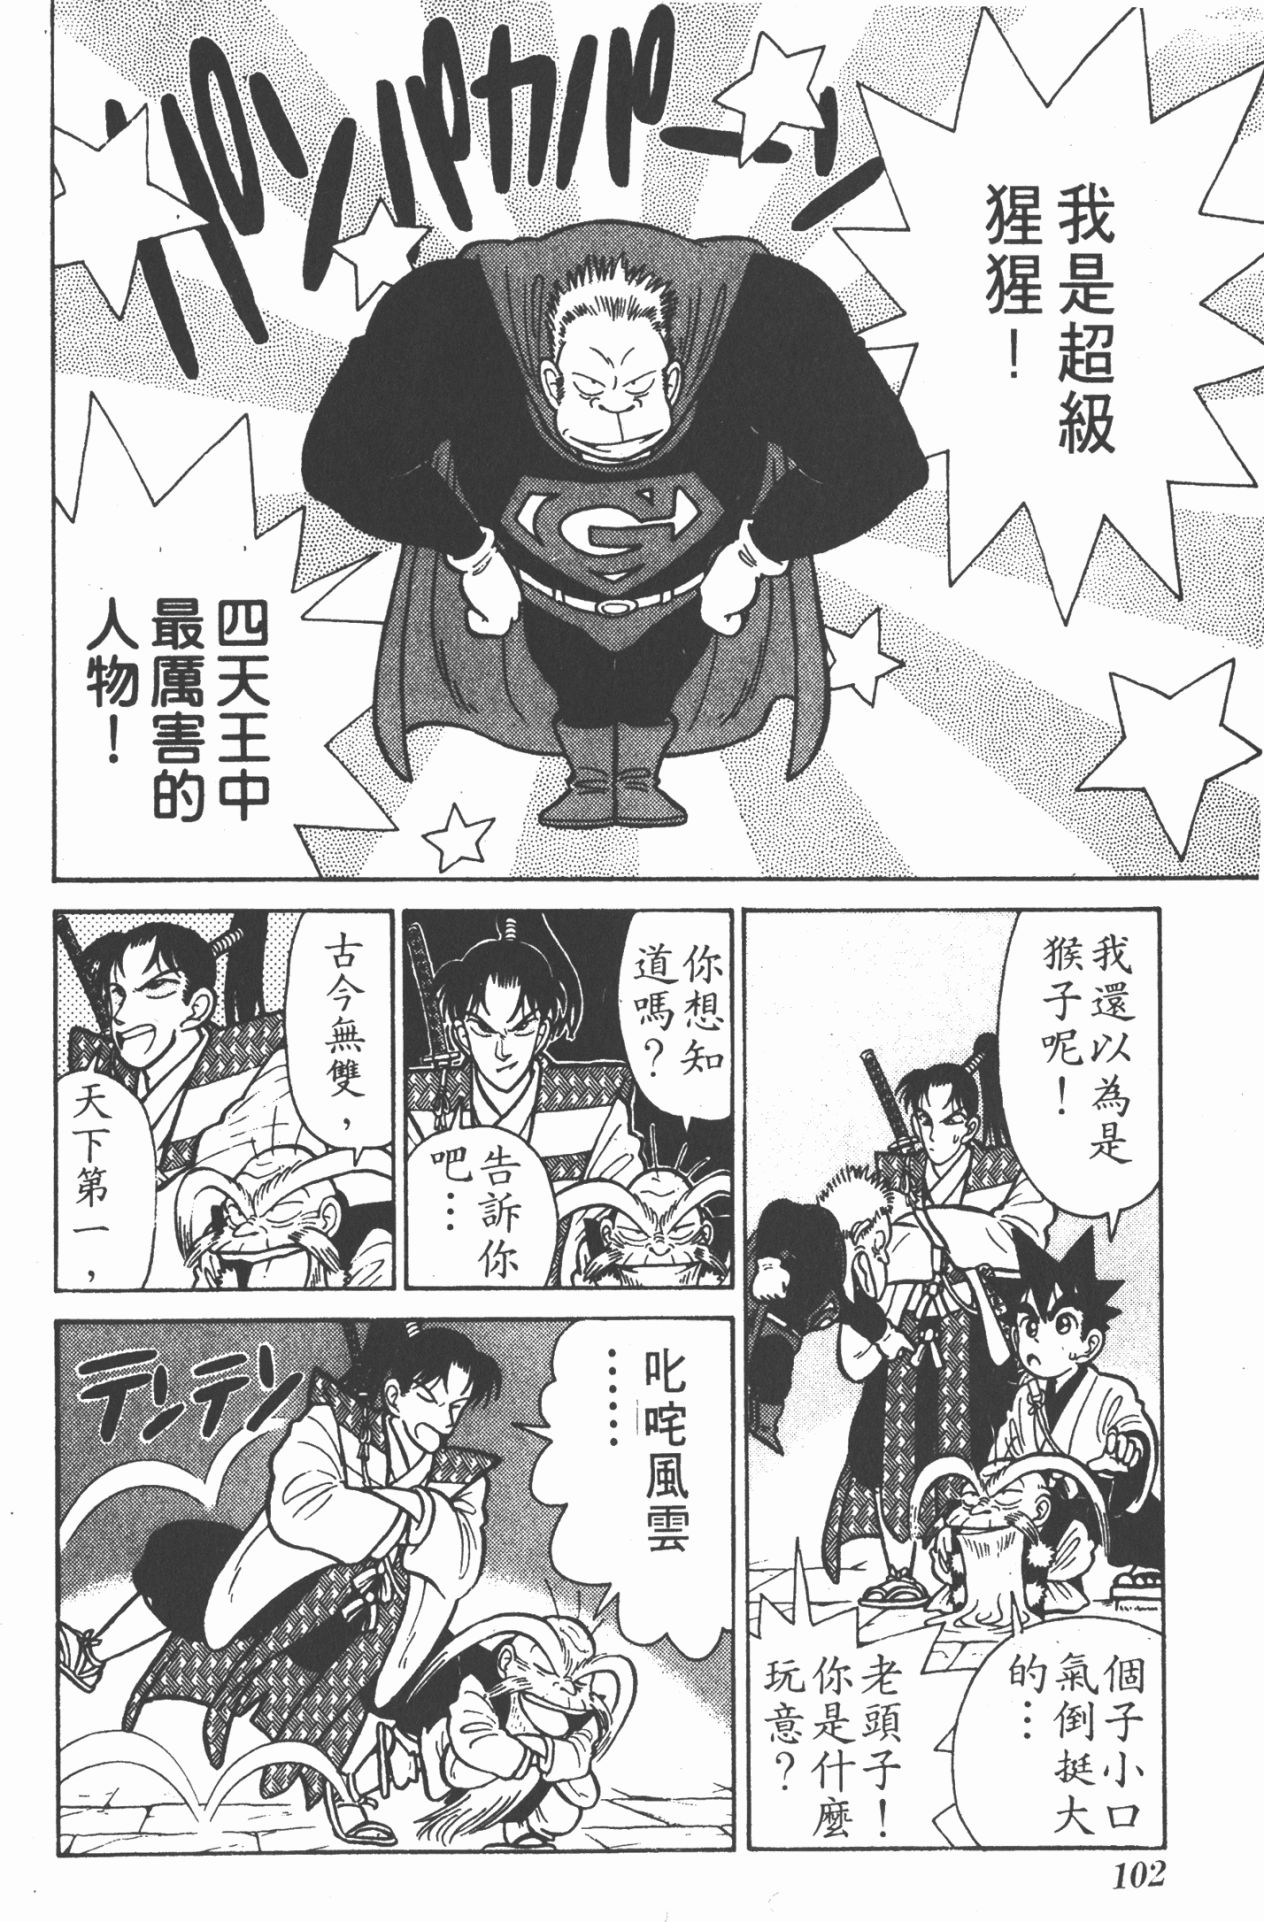 パンパカパーン
我是超級
猩猩！
G
四天王中
最厲害的
人物！
我還以為是
猴子呢！
個子小口
氣倒挺大
的…
老頭子！
你是什麼
玩意？
你想知
道嗎？
告訴你
吧…
古今無雙，
天下第一，
叱咤風雲
……
テンテン
102